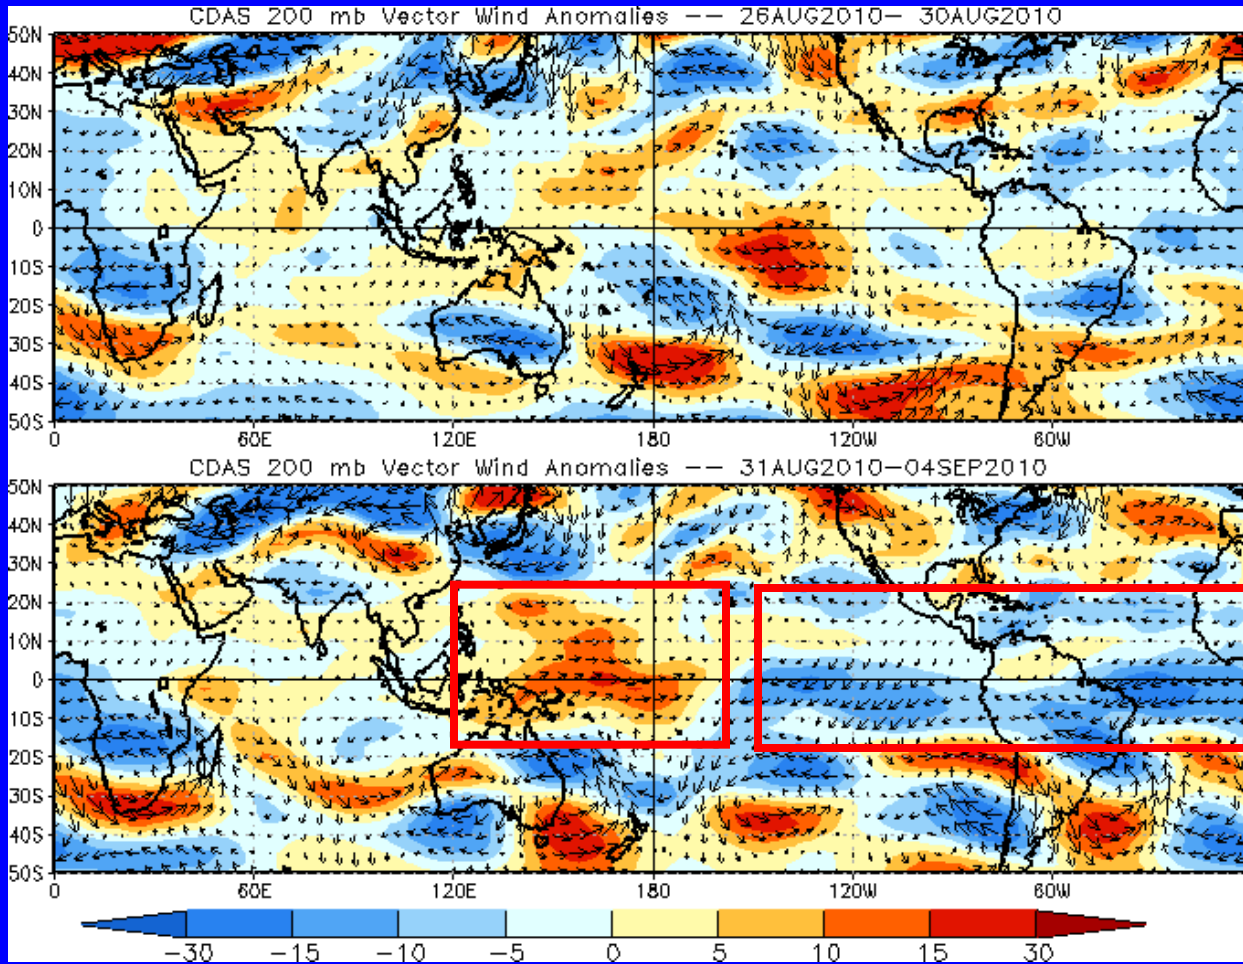 CDAS 200 mb Vector Wind Anomalies -- 26AUG2010- 30AUG2010
50N
40N
30N
20N
10N
0
10S
20S
30S
40S
50S
0 60E 120E 180 120W 60W
CDAS 200 mb Vector Wind Anomalies -- 31AUG2010-04SEP2010
50N
40N
30N
20N
10N
0
10S
20S
30S
40S
50S
0 60E 120E 180 120W 60W
-30 -15 -10 -5 0 5 10 15 30